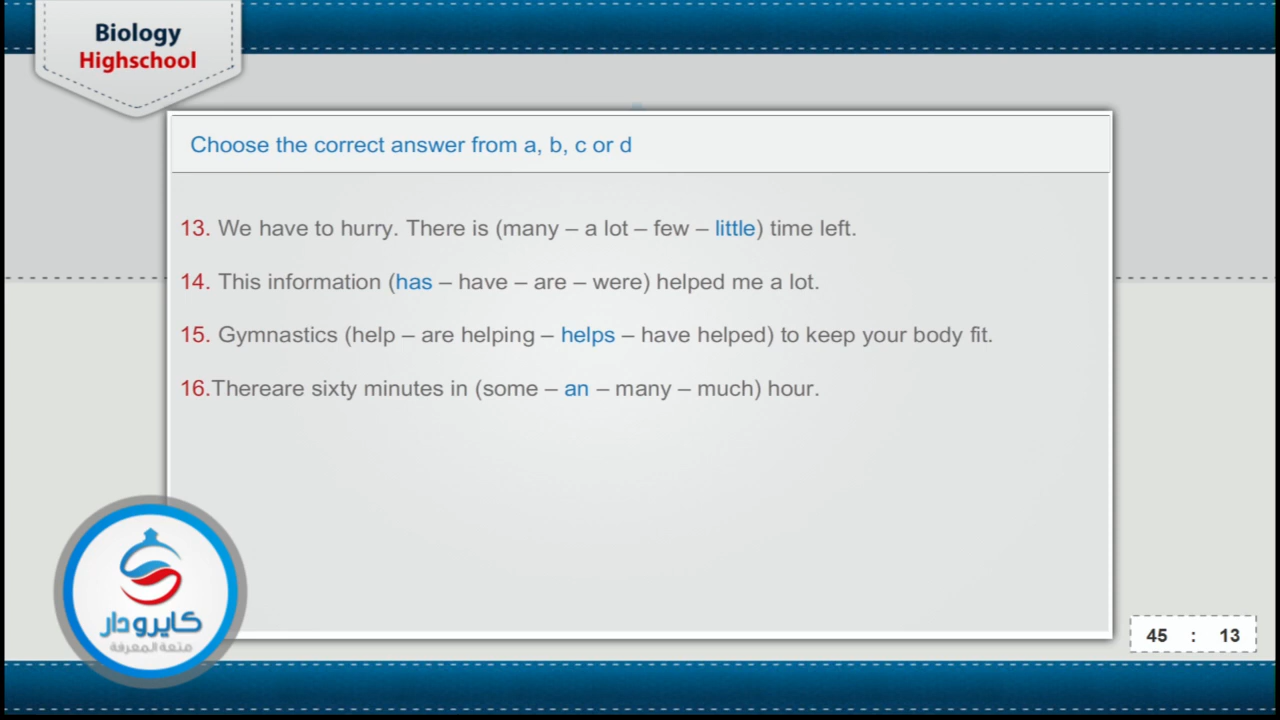 Biology
Highschool
Choose the correct answer from a, b, c or d
13. We have to hurry. There is (many – a lot – few – little) time left.
14. This information (has – have – are – were) helped me a lot.
15. Gymnastics (help – are helping – helps – have helped) to keep your body fit.
16.Thereare sixty minutes in (some – an – many – much) hour.
كايرودار
متعة المعرفة
45 : 13